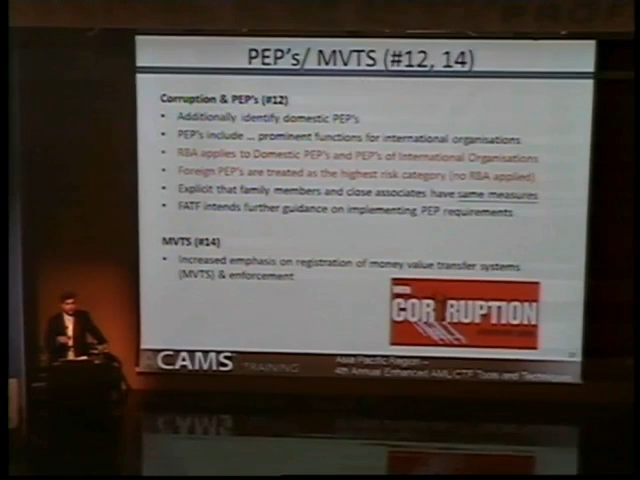 PEP's/ MVTS (#12, 14)
Corruption & PEP's (#12)
• Additionally identify domestic PEP's
• PEP's include ... prominent functions for international organisations
• RBA applies to Domestic PEP's and PEP's of International Organisations
• Foreign PEP's are treated as the highest risk category (no RBA applied)
• Explicit that family members and close associates have same measures
• FATF intends further guidance on implementing PEP requirements
MVTS (#14)
• Increased emphasis on registration of money value transfer systems
(MVTS) & enforcement
CORRUPTION
ACAMS TRAINING
Asia Pacific Region –
4th Annual Enhanced AML/CTF Tools and Techniques